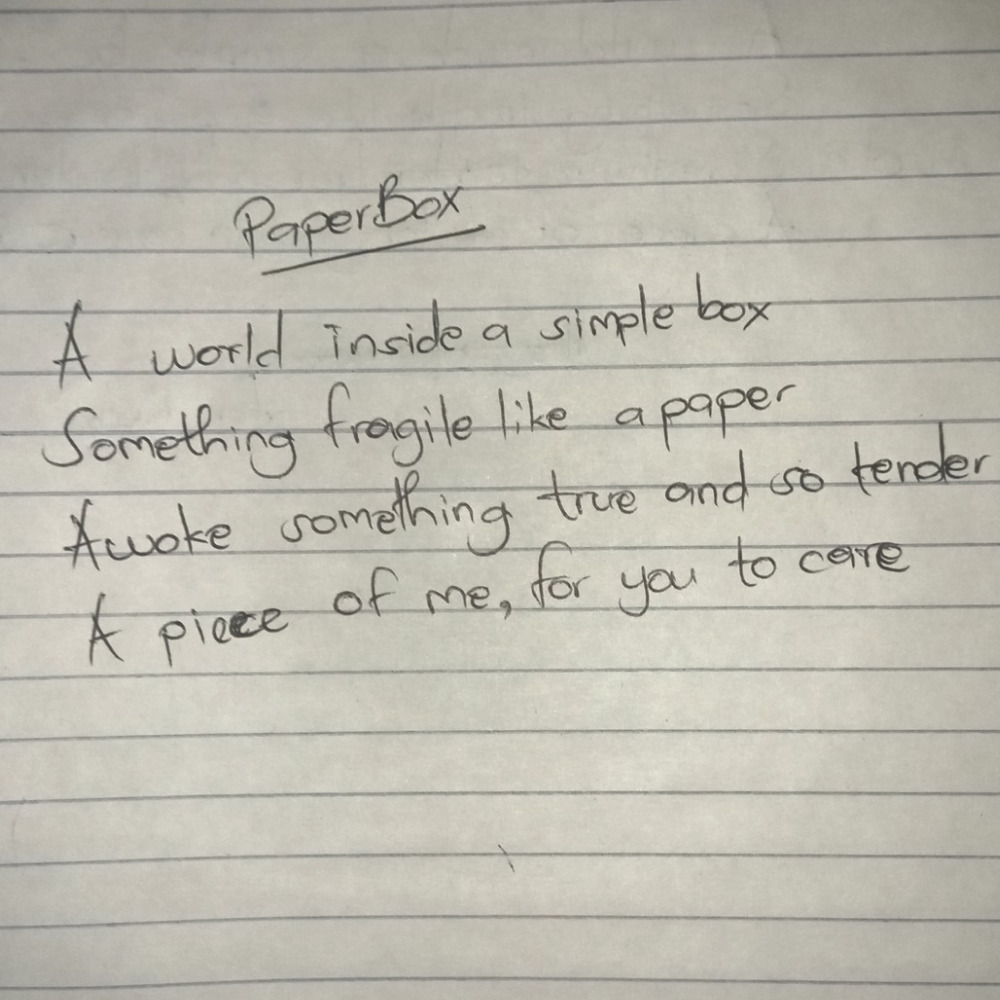 PaperBox
A world inside a simple box
Something fragile like a paper
Awoke something true and so tender
A piece of me, for you to care